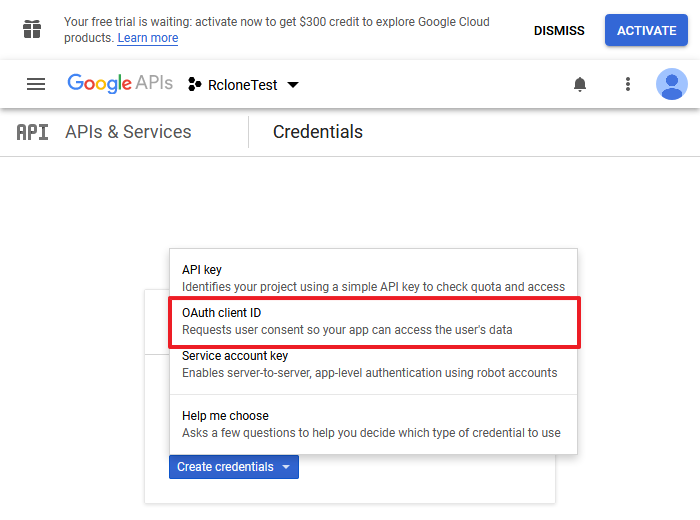 Your free trial is waiting: activate now to get $300 credit to explore Google Cloud
products. Learn more
DISMISS
ACTIVATE
Google APIs
RcloneTest
API
APIs & Services
Credentials
API key
Identifies your project using a simple API key to check quota and access
OAuth client ID
Requests user consent so your app can access the user's data
Service account key
Enables server-to-server, app-level authentication using robot accounts
Help me choose
Asks a few questions to help you decide which type of credential to use
Create credentials